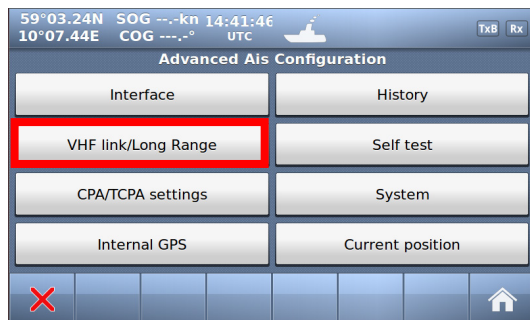 59°03.24N SOG --.-kn 14:41:46
10°07.44E COG ---.-° UTC
TxB Rx
Advanced Ais Configuration
Interface
History
VHF link/Long Range
Self test
CPA/TCPA settings
System
Internal GPS
Current position